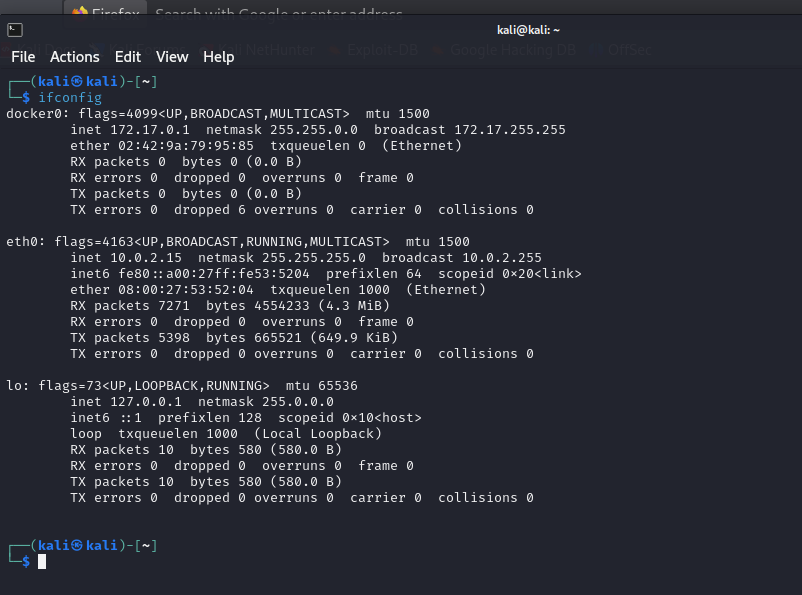 Firefox Search with Google or enter address
kali@kali: ~
NetHunter Exploit-DB Google Hacking DB OffSec
File Actions Edit View Help
┌──(kali㉿kali)-[~]
└─$ ifconfig
docker0: flags=4099<UP,BROADCAST,MULTICAST>  mtu 1500
        inet 172.17.0.1  netmask 255.255.0.0  broadcast 172.17.255.255
        ether 02:42:9a:79:95:85  txqueuelen 0  (Ethernet)
        RX packets 0  bytes 0 (0.0 B)
        RX errors 0  dropped 0  overruns 0  frame 0
        TX packets 0  bytes 0 (0.0 B)
        TX errors 0  dropped 6 overruns 0  carrier 0  collisions 0
eth0: flags=4163<UP,BROADCAST,RUNNING,MULTICAST>  mtu 1500
        inet 10.0.2.15  netmask 255.255.255.0  broadcast 10.0.2.255
        inet6 fe80::a00:27ff:fe53:5204  prefixlen 64  scopeid 0x20<link>
        ether 08:00:27:53:52:04  txqueuelen 1000  (Ethernet)
        RX packets 7271  bytes 4554233 (4.3 MiB)
        RX errors 0  dropped 0  overruns 0  frame 0
        TX packets 5398  bytes 665521 (649.9 KiB)
        TX errors 0  dropped 0 overruns 0  carrier 0  collisions 0
lo: flags=73<UP,LOOPBACK,RUNNING>  mtu 65536
        inet 127.0.0.1  netmask 255.0.0.0
        inet6 ::1  prefixlen 128  scopeid 0x10<host>
        loop  txqueuelen 1000  (Local Loopback)
        RX packets 10  bytes 580 (580.0 B)
        RX errors 0  dropped 0  overruns 0  frame 0
        TX packets 10  bytes 580 (580.0 B)
        TX errors 0  dropped 0 overruns 0  carrier 0  collisions 0
┌──(kali㉿kali)-[~]
└─$